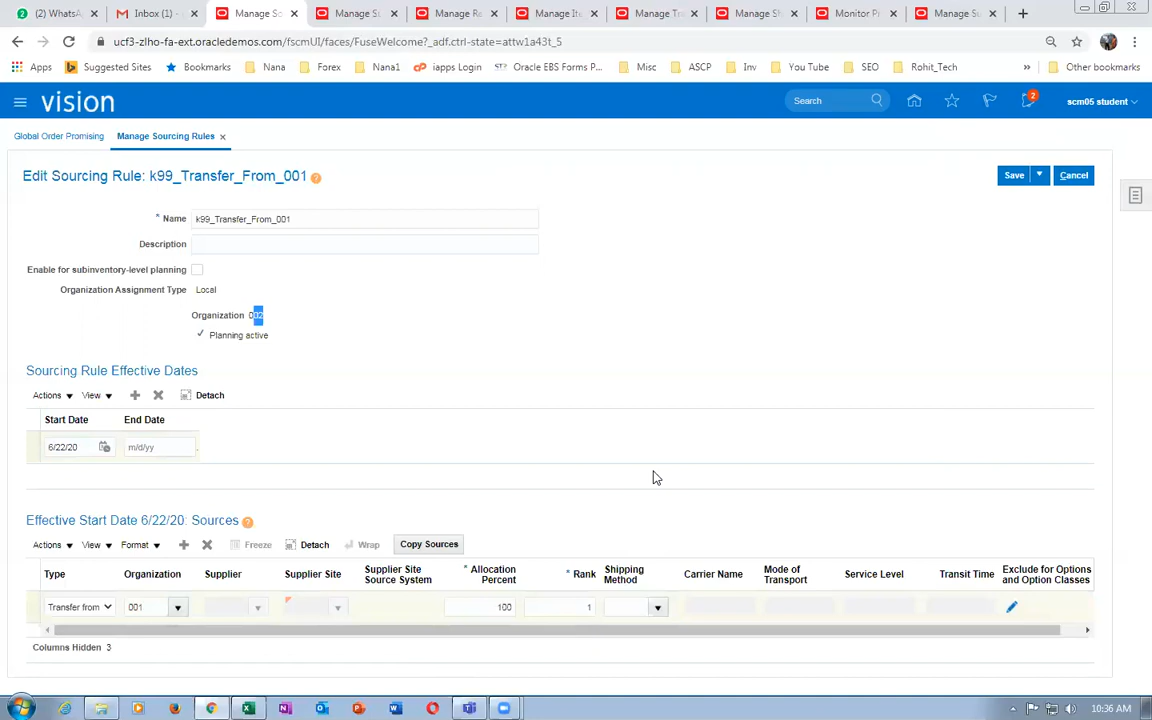 (2) WhatsA
Inbox (1)
Manage So
Manage Su
Manage Re
Manage Ite
Manage Tr
Manage Sh
Monitor P
Manage Su
ucf3-zlho-fa-ext.oracledemos.com/fscmUI/faces/FuseWelcome?_adf.ctrl-state=attw1a43t_5
Apps
Suggested Sites
Bookmarks
Nana
Forex
Nana1
iapps Login
Oracle EBS Forms P...
Misc
ASCP
Inv
You Tube
SEO
Rohit_Tech
»
Other bookmarks
vision
Search
2
scm05 student
Global Order Promising
Manage Sourcing Rules
Edit Sourcing Rule: k99_Transfer_From_001
Save
Cancel
* Name k99_Transfer_From_001
Description
Enable for subinventory-level planning
Organization Assignment Type Local
Organization 002
Planning active
Sourcing Rule Effective Dates
Actions View Detach
Start Date End Date
6/22/20 m/d/yy
Effective Start Date 6/22/20: Sources
Actions View Format Freeze Detach Wrap Copy Sources
Type
Organization
Supplier
Supplier Site
Supplier Site
Source System
* Allocation
Percent
* Rank
Shipping
Method
Carrier Name
Mode of
Transport
Service Level
Transit Time
Exclude for Options
and Option Classes
Transfer from 001 100 1
Columns Hidden 3
10:36 AM